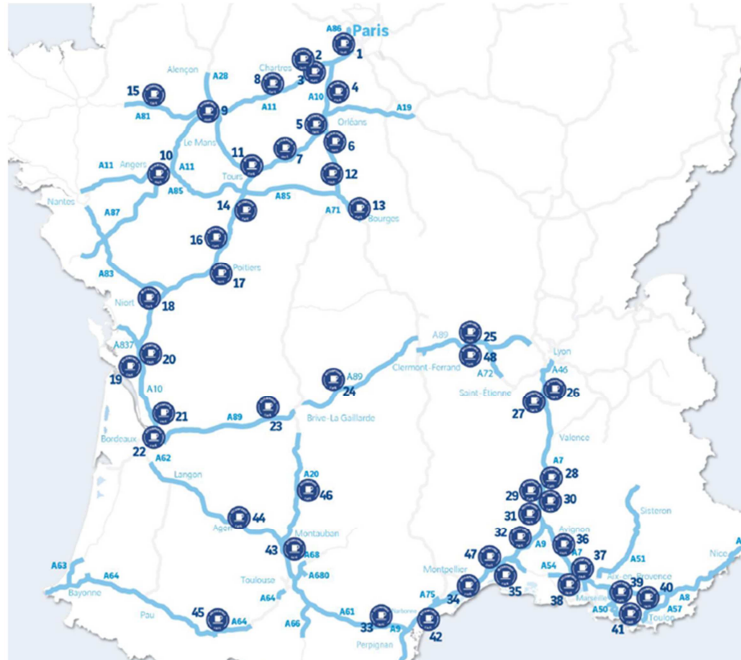 A86
Paris
2
1
Alençon
A28
Chartres
8
3
15
A10
4
A11
A19
A81
9
5
Orléans
6
Le Mans
7
10
11
Angers
A11
A11
Tours
12
A85
A85
14
A71
13
Nantes
Bourges
A87
16
A83
Poitiers
17
Niort
18
25
A837
A89
20
Lyon
Clermont-Ferrand
48
A46
19
A89
A72
24
Saint-Étienne
26
A10
27
21
A89
23
Brive-La Gaillarde
Bordeaux
Valence
22
A62
A7
Langon
A20
28
46
29
30
Sisteron
44
31
Agen
Avignon
Montauban
32
A9
36
43
A68
47
A7
37
A51
Nice
A63
A64
Toulouse
A680
Montpellier
A54
Aix-en-Provence
39
40
Bayonne
A64
A75
34
35
38
Marseille
A8
A50
A57
Pau
45
A64
A66
A61
33
Narbonne
A9
42
41
Toulon
Perpignan